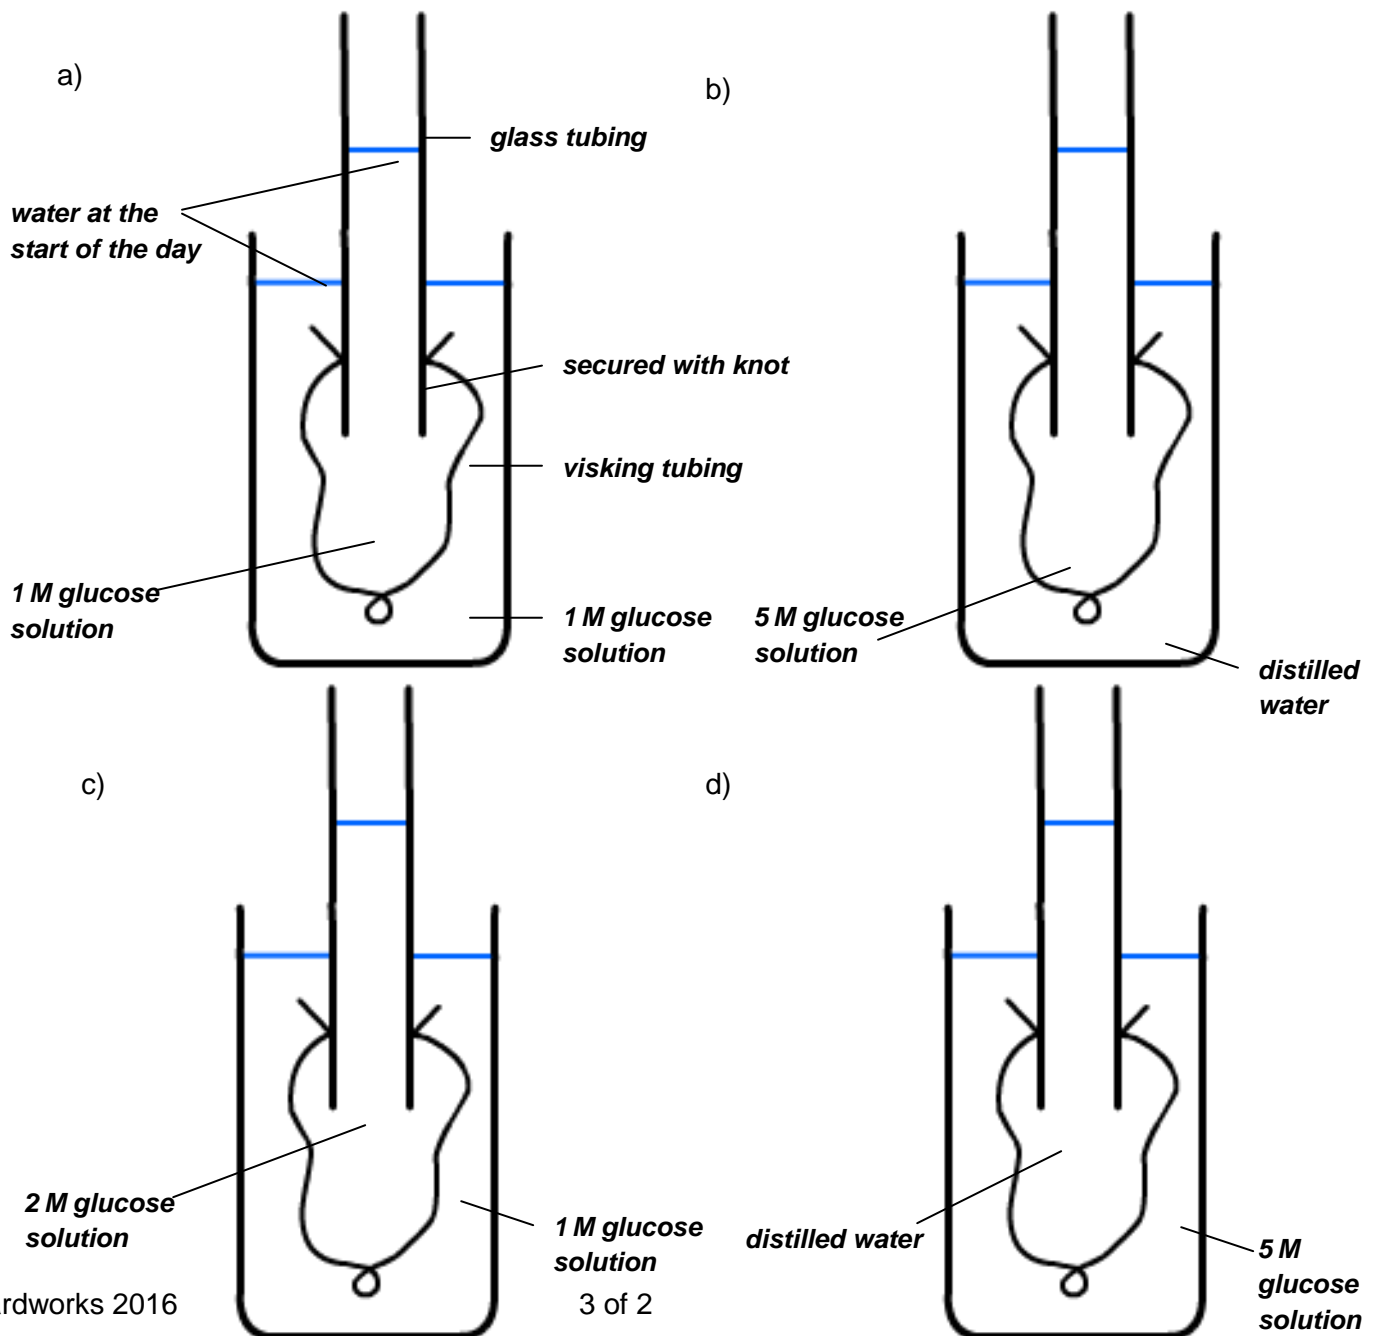 a)
b)
glass tubing
water at the
start of the day
secured with knot
visking tubing
1 M glucose
solution
1 M glucose
solution
5 M glucose
solution
distilled
water
c)
d)
2 M glucose
solution
1 M glucose
solution
distilled water
5 M
glucose
solution
rdworks 2016
3 of 2